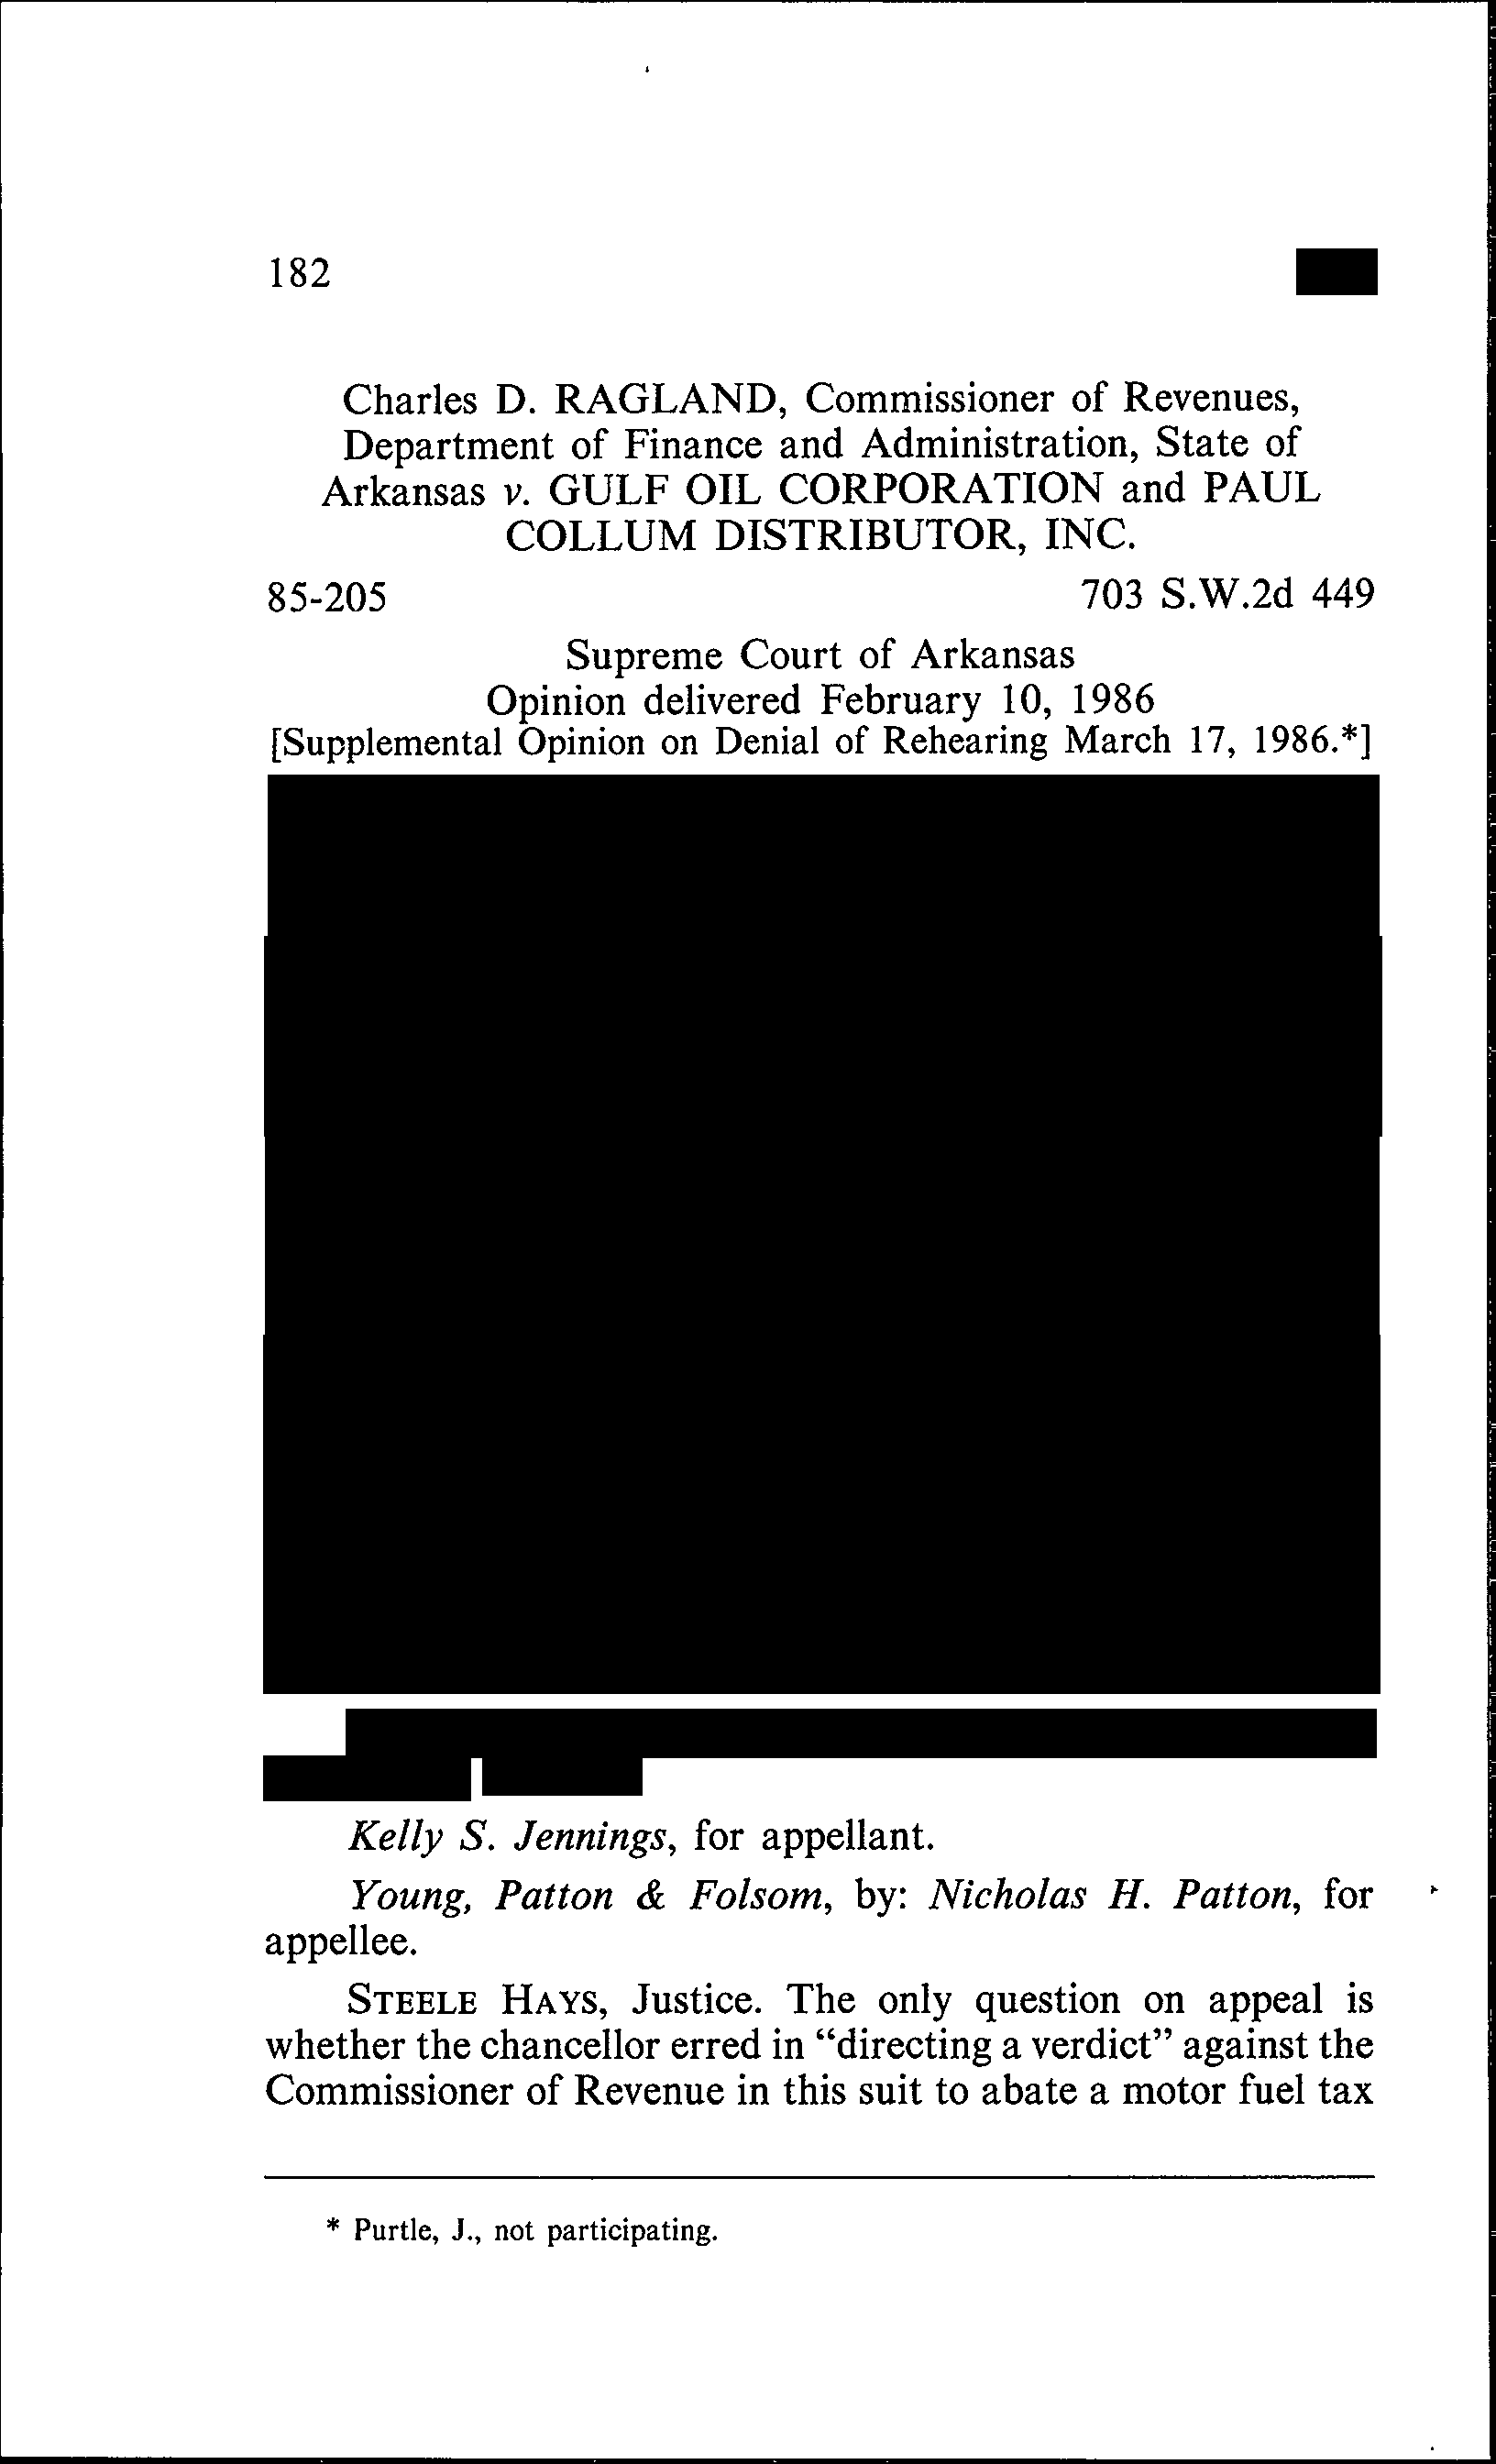 182
Charles D. RAGLAND, Commissioner of Revenues,
Department of Finance and Administration, State of
Arkansas v. GULF OIL CORPORATION and PAUL
COLLUM DISTRIBUTOR, INC.
85-205 703 S.W.2d 449
Supreme Court of Arkansas
Opinion delivered February 10, 1986
[Supplemental Opinion on Denial of Rehearing March 17, 1986.*]
Kelly S. Jennings, for appellant.
Young, Patton & Folsom, by: Nicholas H. Patton, for
appellee.
STEELE HAYS, Justice. The only question on appeal is
whether the chancellor erred in “directing a verdict” against the
Commissioner of Revenue in this suit to abate a motor fuel tax
* Purtle, J., not participating.